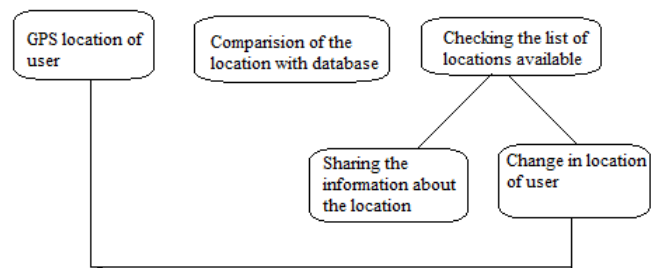 GPS location of
user
Comparision of the
location with database
Checking the list of
locations available
Sharing the
information about
the location
Change in location
of user